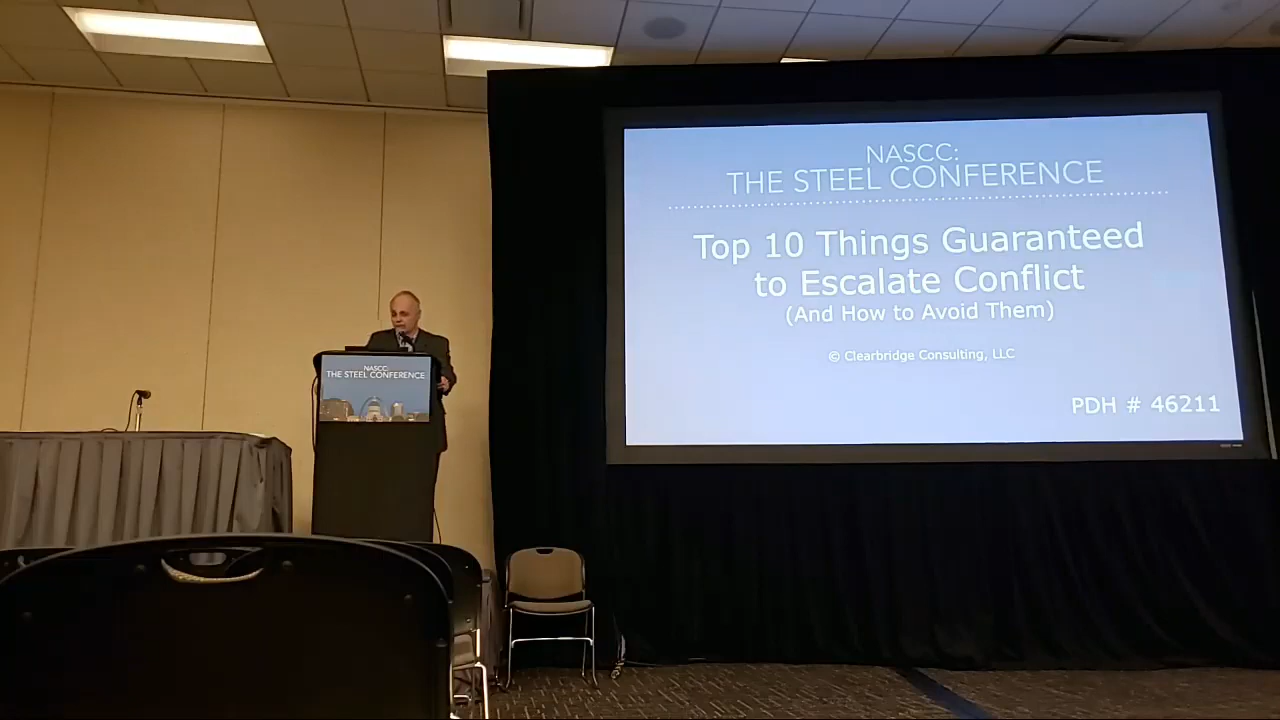 NASCC:
THE STEEL CONFERENCE
Top 10 Things Guaranteed
to Escalate Conflict
(And How to Avoid Them)
© Clearbridge Consulting, LLC
PDH # 46211
NASCC:
THE STEEL CONFERENCE